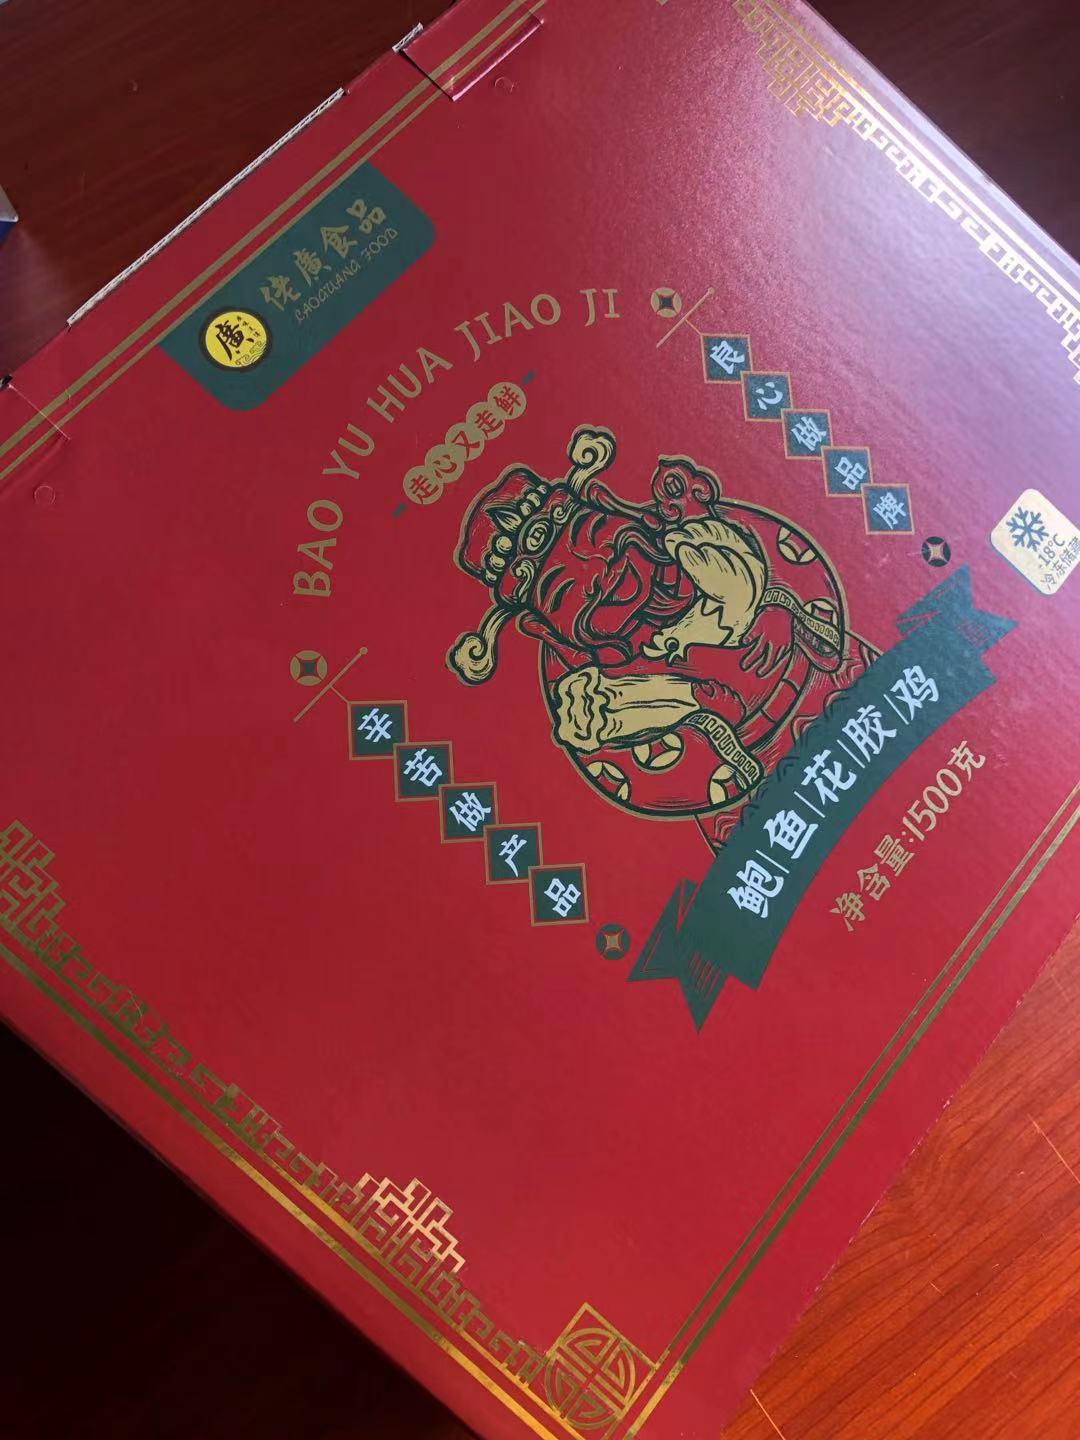 佬廣食品
LAOGUANG FOOD
廣
BAO YU HUA JIAO JI
走心又走鲜
良心做品牌
辛苦做产品
-18℃
冷冻储藏
鲍|鱼|花|胶|鸡
净含量:1500克